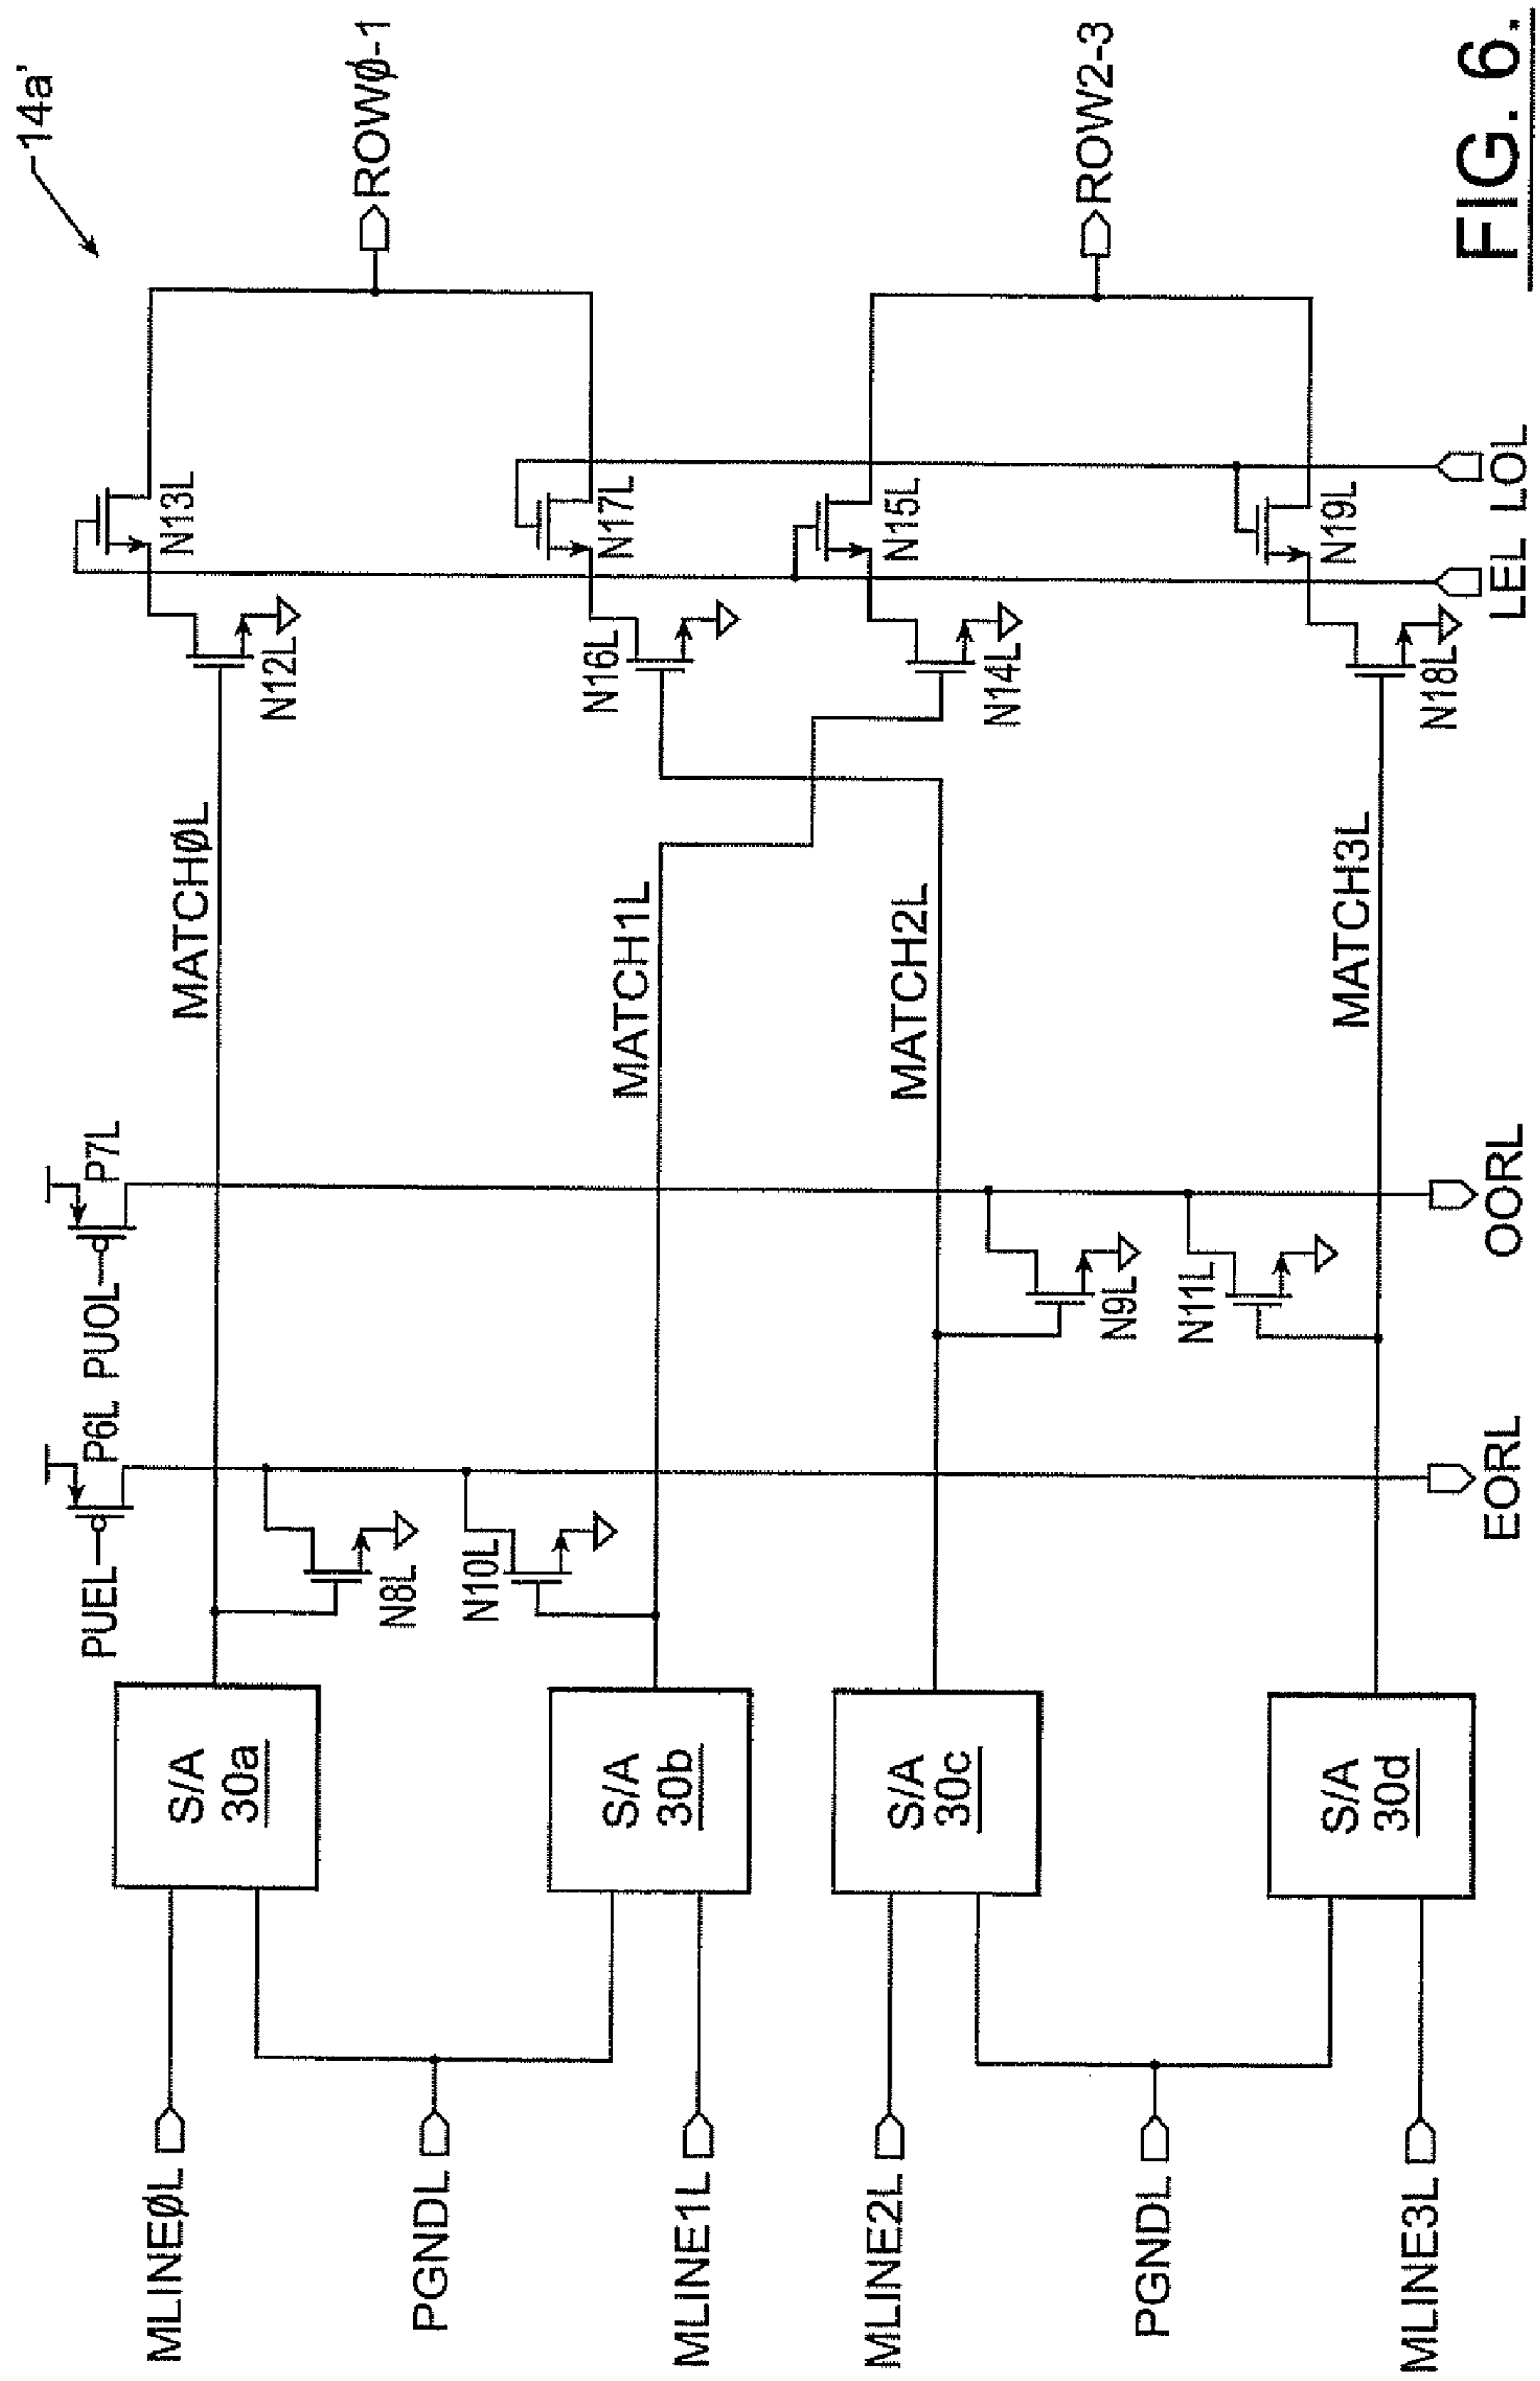 14a'
ROWØ-1
ROW2-3
N13L
N12L
N17L
N16L
N15L
N14L
N19L
N18L
LEL
LOL
MATCHØL
MATCH1L
MATCH2L
MATCH3L
P7L
PUOL
P6L
PUEL
N8L
N10L
N9L
N11L
OORL
EORL
S/A
30a
S/A
30b
S/A
30c
S/A
30d
MLINEØL
PGNDL
MLINE1L
MLINE2L
PGNDL
MLINE3L
FIG. 6.